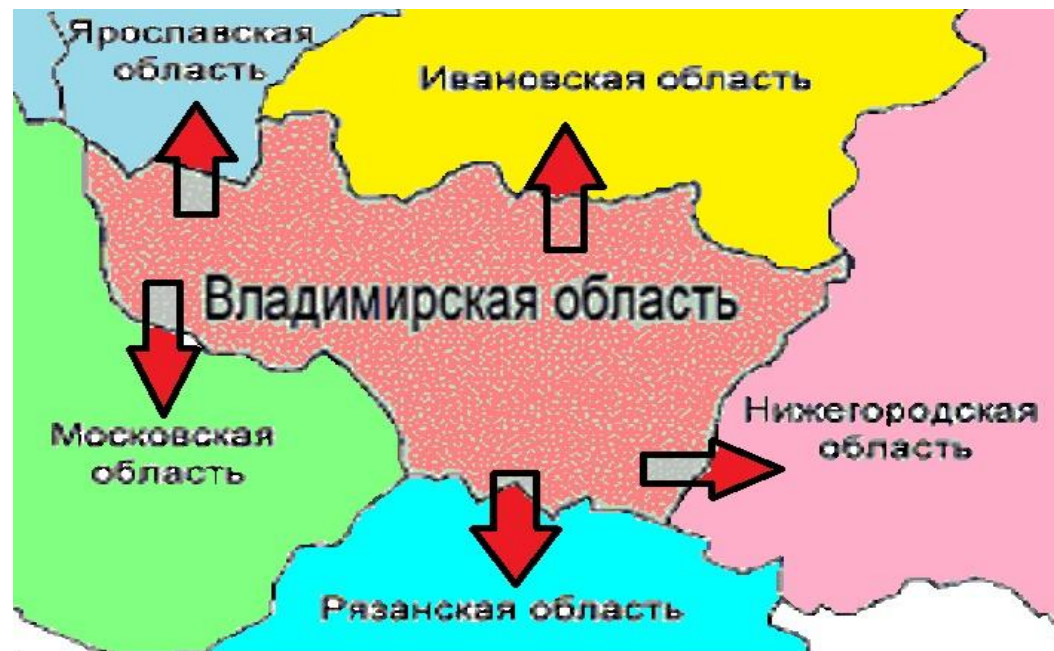 Ярославская
область
Ивановская область
Владимирская область
Московская
область
Нижегородская
область
Рязанская область